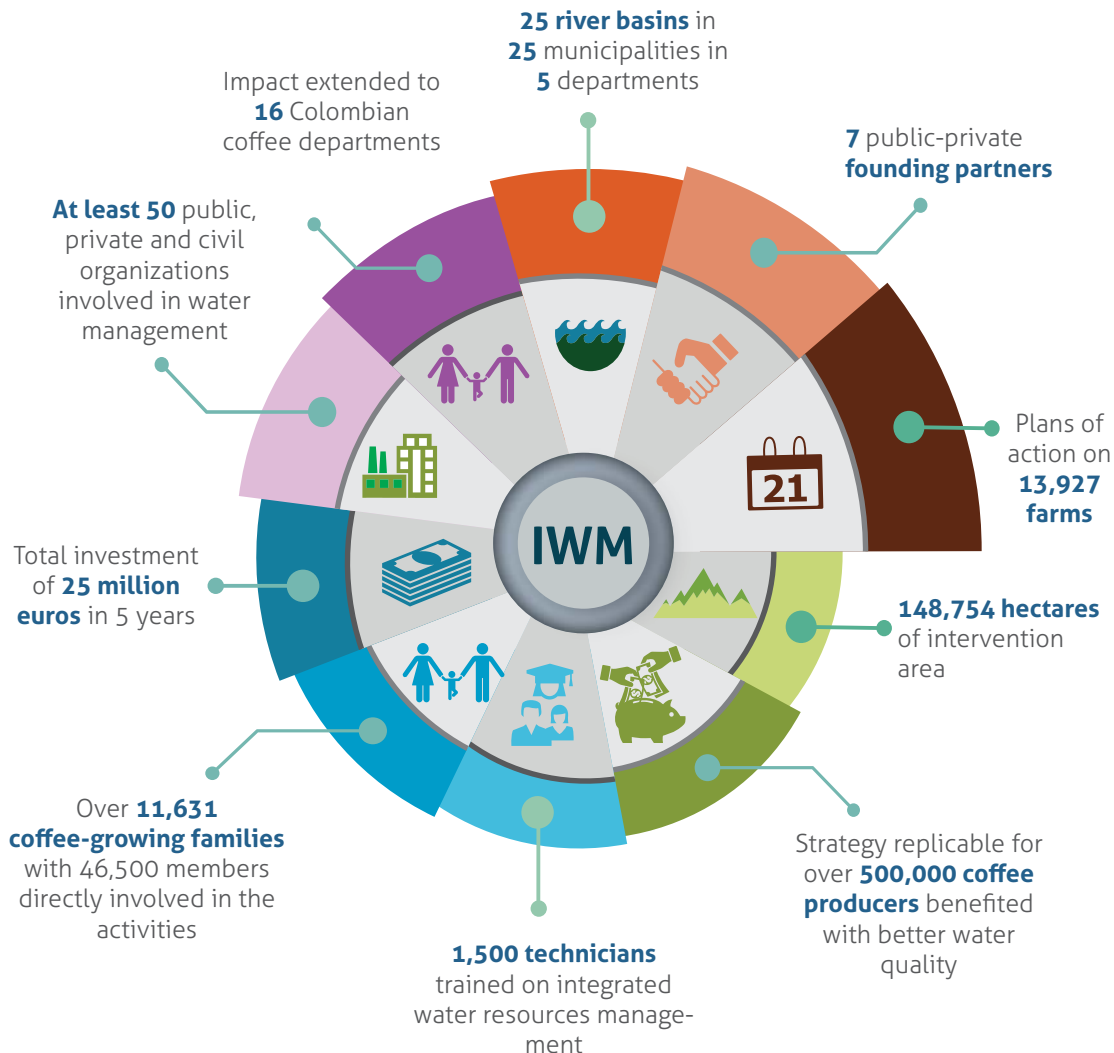 25 river basins in
25 municipalities in
5 departments
Impact extended to
16 Colombian
coffee departments
7 public-private
founding partners
At least 50 public,
private and civil
organizations
involved in water
management
Plans of
action on
13,927
farms
21
IWM
Total investment
of 25 million
euros in 5 years
148,754 hectares
of intervention
area
Over 11,631
coffee-growing families
with 46,500 members
directly involved in the
activities
Strategy replicable for
over 500,000 coffee
producers benefited
with better water
quality
1,500 technicians
trained on integrated
water resources manage-
ment